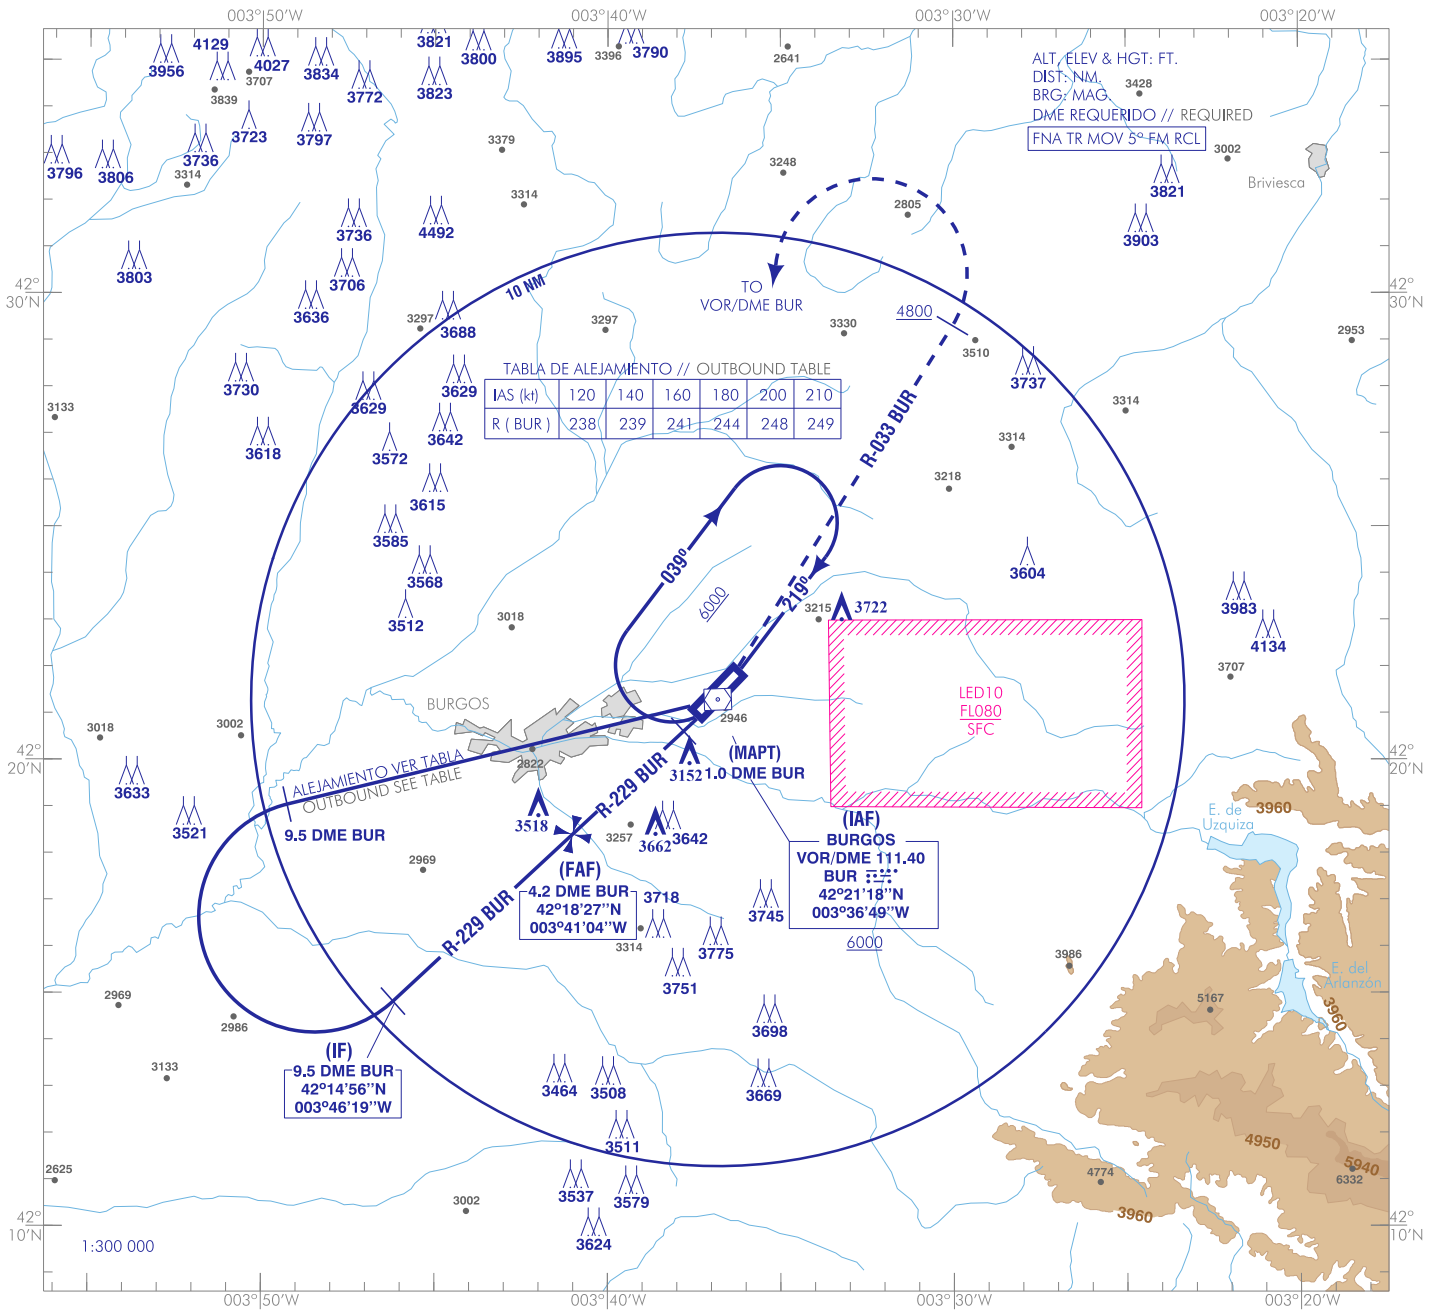 003°50'W
003°40'W
003°30'W
003°20'W
3956
4129
4027
3707
3839
3834
3772
3821
3823
3800
3895
3396
3790
2641
ALT, ELEV & HGT: FT.
DIST: NM.
BRG: MAG.
DME REQUERIDO // REQUIRED
FNA TR MOV 5° FM RCL
3428
3002
Briviesca
3821
3903
3796
3806
3736
3314
3723
3797
3379
3314
3248
2805
3736
4492
3803
3706
3636
3688
3297
10 NM
3297
TO
VOR/DME BUR
3330
4800
3510
42°
30'N
42°
30'N
2953
3737
3314
3314
3218
3133
3730
3629
3629
3618
3572
3642
3615
3585
3568
3512
TABLA DE ALEJAMIENTO // OUTBOUND TABLE
IAS (kt) 120 140 160 180 200 210
R ( BUR ) 238 239 241 244 248 249
R-033 BUR
039º
219º
6000
3018
3215
3722
3604
3983
4134
3707
LED10
FL080
SFC
BURGOS
2946
2822
3018
3002
42°
20'N
42°
20'N
3633
3521
ALEJAMIENTO VER TABLA
OUTBOUND SEE TABLE
9.5 DME BUR
R-229 BUR
3152
(MAPT)
1.0 DME BUR
3518
3257
3662
3642
2969
(FAF)
4.2 DME BUR
42º18'27''N
003º41'04''W
R-229 BUR
3718
3314
3775
3751
3745
3698
(IAF)
BURGOS
VOR/DME 111.40
BUR
42º21'18''N
003º36'49''W
6000
3986
E. de
Uzquiza
3960
E. del
Arlanzón
3960
5167
4950
5940
6332
4774
3960
2969
2986
3133
(IF)
9.5 DME BUR
42º14'56''N
003º46'19''W
3464
3508
3511
3669
3537
3579
3624
2625
3002
42°
10'N
42°
10'N
1:300 000
003°50'W
003°40'W
003°30'W
003°20'W